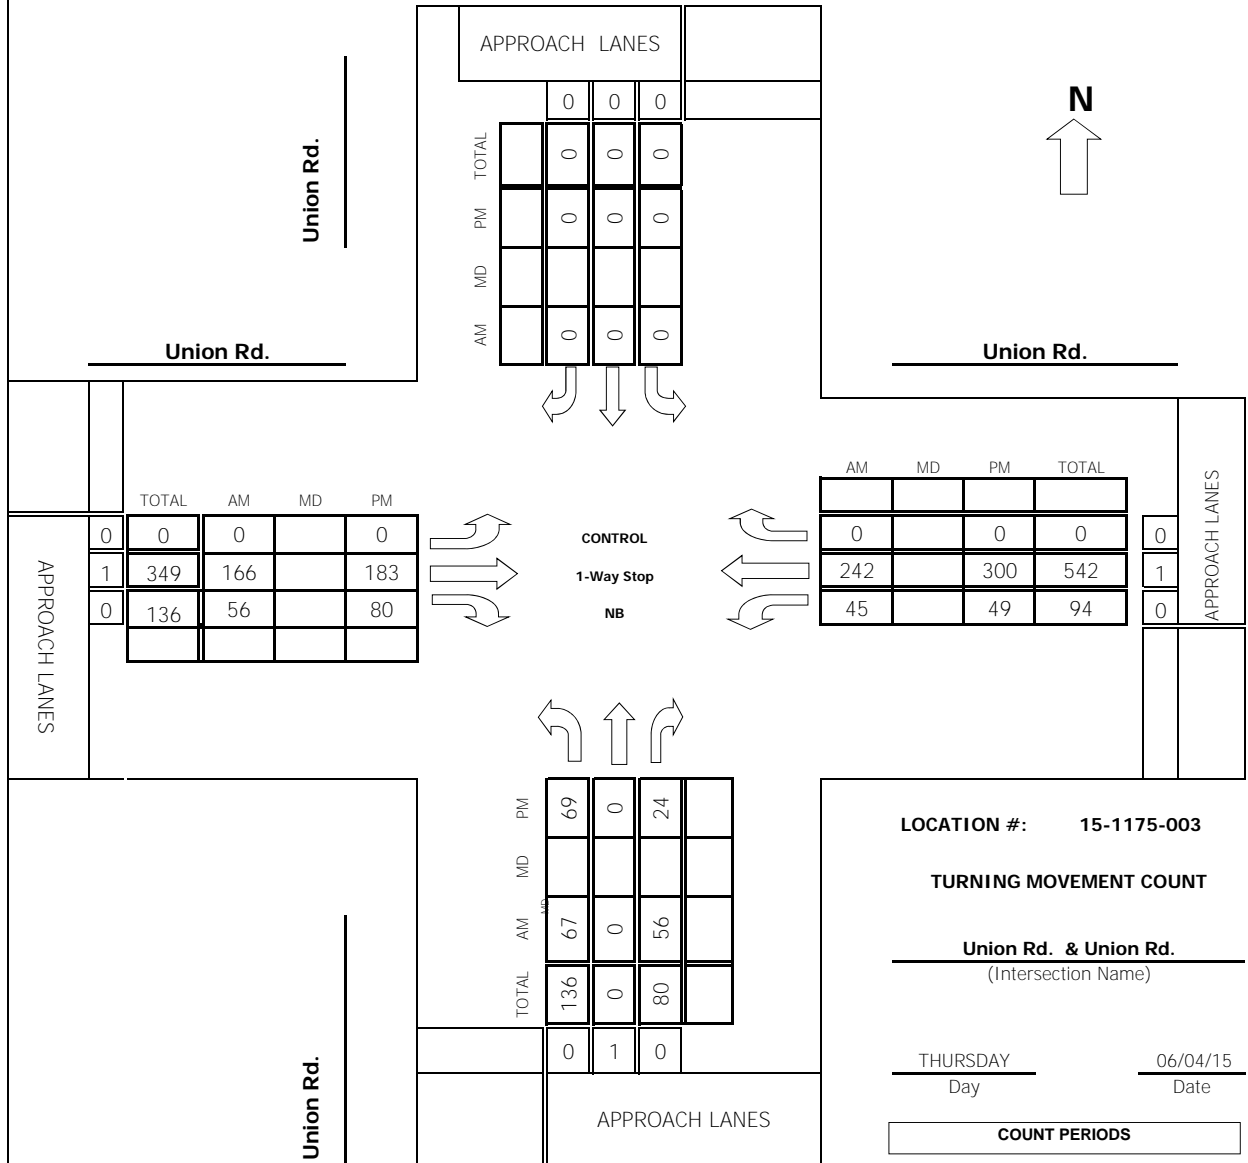 APPROACH LANES
0 0 0
N
Union Rd.
TOTAL 0 0 0
PM 0 0 0
MD
AM 0 0 0
Union Rd.
Union Rd.
TOTAL AM MD PM
0 0 0 0
1 349 166 183
0 136 56 80
APPROACH LANES
CONTROL
1-Way Stop
NB
AM MD PM TOTAL
0 0 0 0
242 300 542 1
45 49 94 0
APPROACH LANES
PM 69 0 24
MD
AM 67 0 56
MD
TOTAL 136 0 80
0 1 0
APPROACH LANES
Union Rd.
LOCATION #: 15-1175-003
TURNING MOVEMENT COUNT
Union Rd. & Union Rd.
(Intersection Name)
THURSDAY 06/04/15
Day Date
COUNT PERIODS